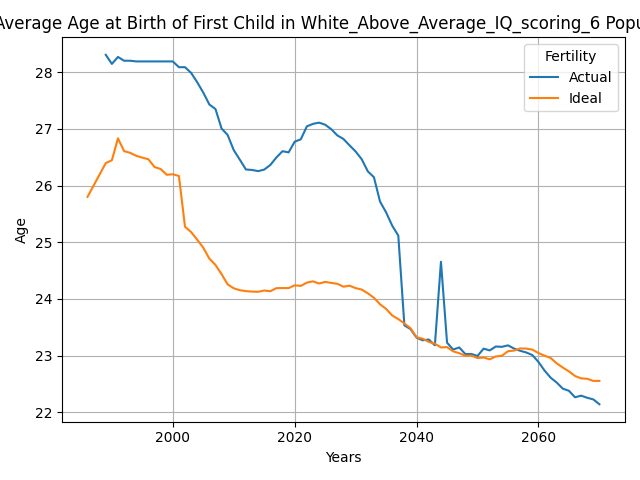 Average Age at Birth of First Child in White_Above_Average_IQ_scoring_6 Popu
Fertility
Actual
Ideal
28
27
26
25
24
23
22
Age
2000 2020 2040 2060
Years